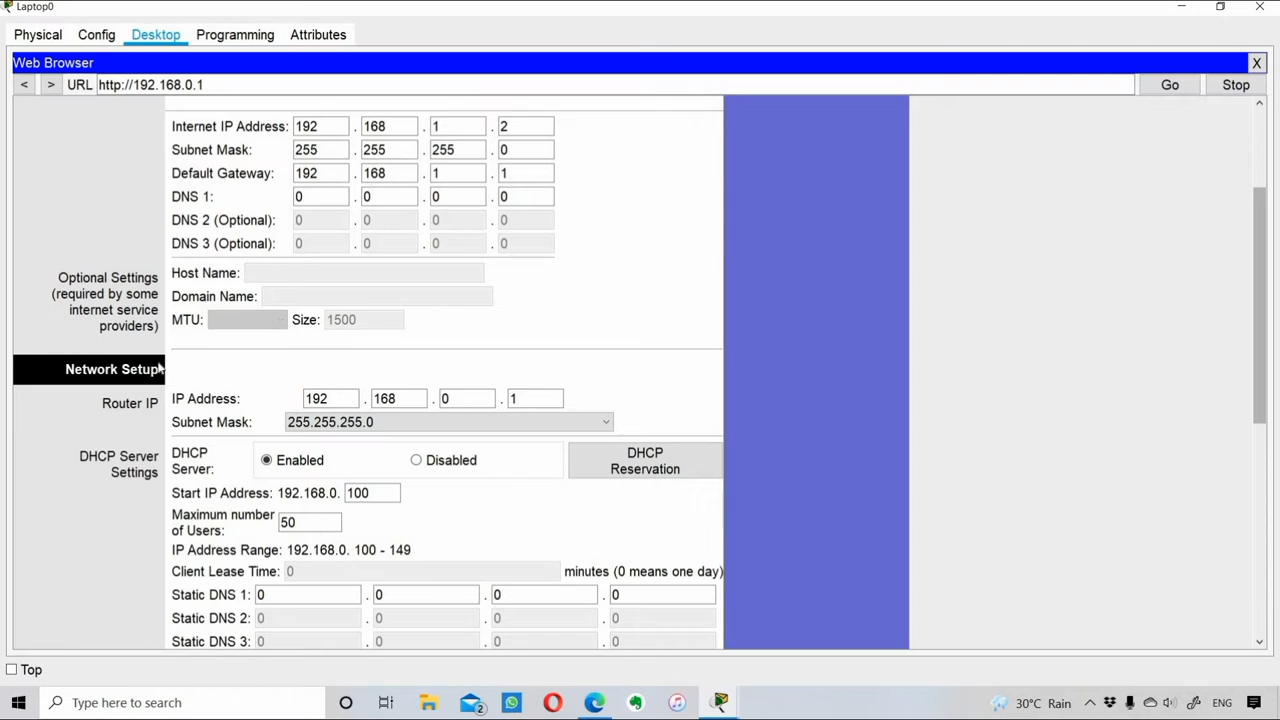 Laptop0
Physical Config Desktop Programming Attributes
Web Browser X
< > URL http://192.168.0.1 Go Stop
Internet IP Address: 192 . 168 . 1 . 2
Subnet Mask: 255 . 255 . 255 . 0
Default Gateway: 192 . 168 . 1 . 1
DNS 1: 0 . 0 . 0 . 0
DNS 2 (Optional): 0 . 0 . 0 . 0
DNS 3 (Optional): 0 . 0 . 0 . 0
Optional Settings
(required by some
internet service
providers)
Host Name:
Domain Name:
MTU: Size: 1500
Network Setup
Router IP
IP Address: 192 . 168 . 0 . 1
Subnet Mask: 255.255.255.0
DHCP Server
Settings
DHCP
Server: Enabled Disabled DHCP
Reservation
Start IP Address: 192.168.0. 100
Maximum number
of Users: 50
IP Address Range: 192.168.0. 100 - 149
Client Lease Time: 0 minutes (0 means one day)
Static DNS 1: 0 . 0 . 0 . 0
Static DNS 2: 0 . 0 . 0 . 0
Static DNS 3: 0 . 0 . 0 . 0
Top
Type here to search 2 30°C Rain ENG